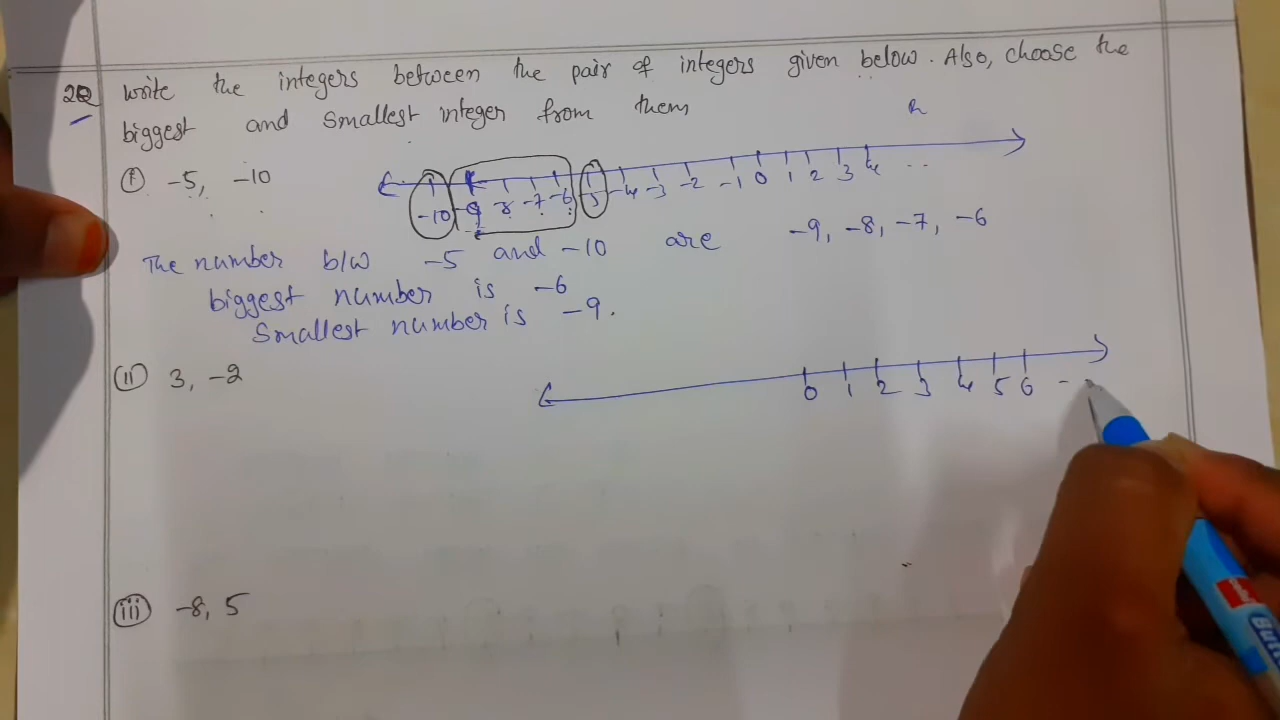 2Q Write the integers between the pair of integers given below. Also, choose the
biggest and smallest integer from them
(i) -5, -10
-10 -9 -8 -7 -6 -5 -4 -3 -2 -1 0 1 2 3 4 ...
The number b/w -5 and -10 are -9, -8, -7, -6
biggest number is -6
Smallest number is -9.
(ii) 3, -2
0 1 2 3 4 5 6 -
(iii) -8, 5